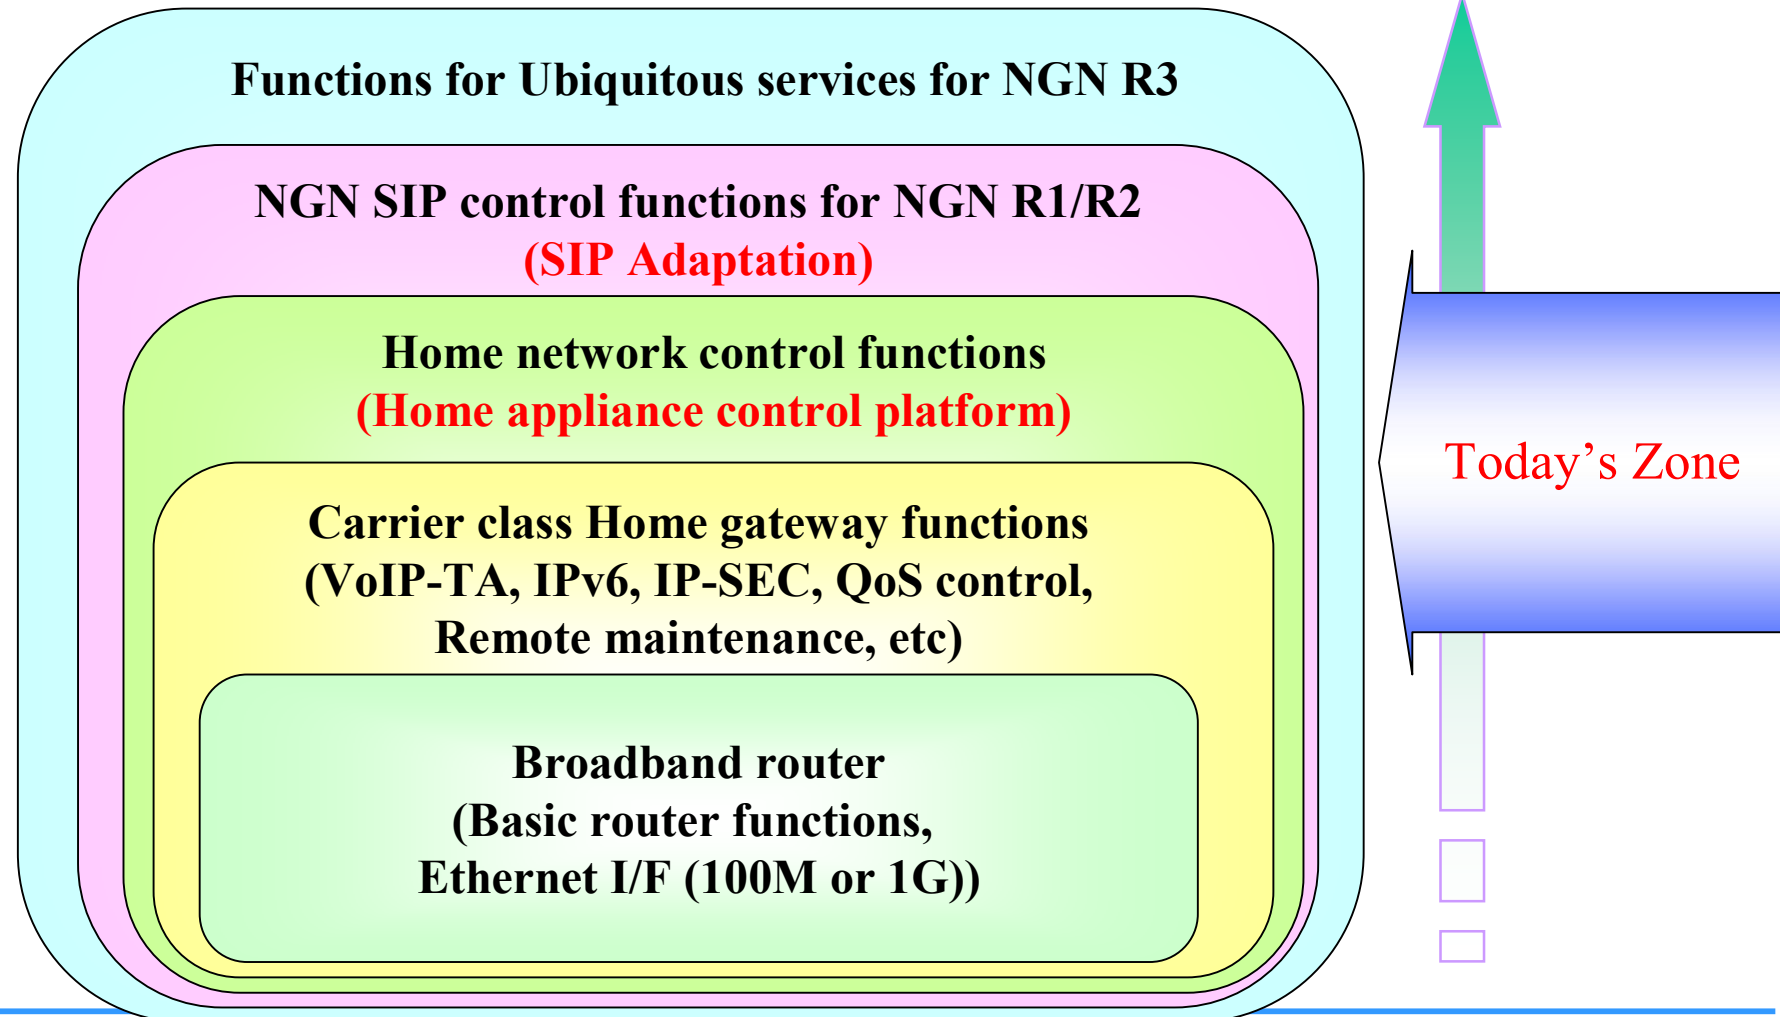 Functions for Ubiquitous services for NGN R3
NGN SIP control functions for NGN R1/R2
(SIP Adaptation)
Home network control functions
(Home appliance control platform)
Today’s Zone
Carrier class Home gateway functions
(VoIP-TA, IPv6, IP-SEC, QoS control,
Remote maintenance, etc)
Broadband router
(Basic router functions,
Ethernet I/F (100M or 1G))